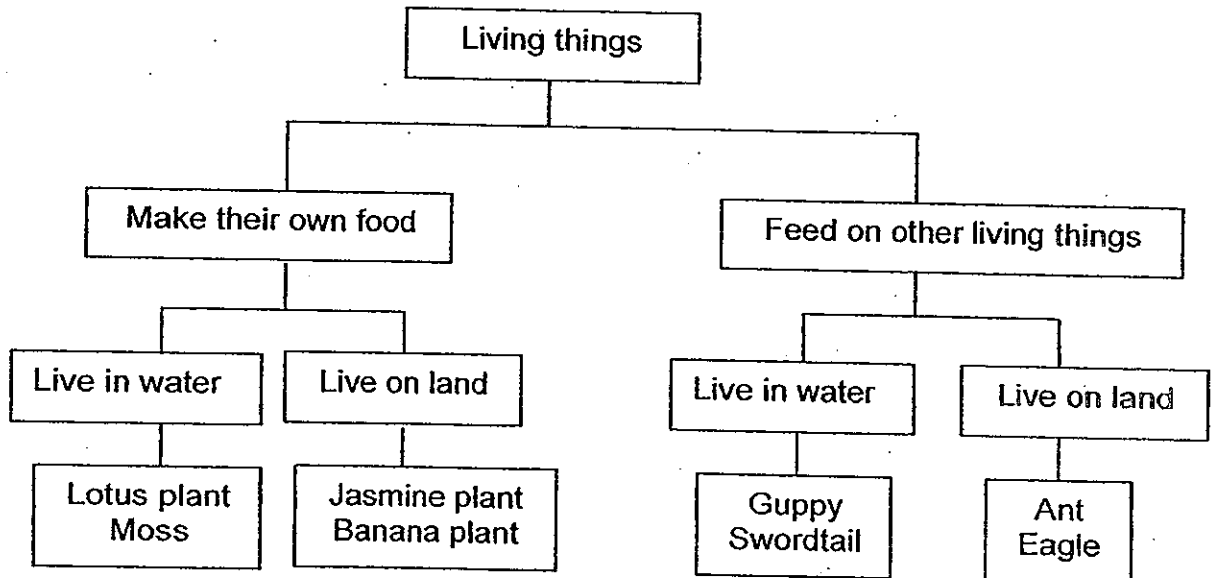 Living things
Make their own food
Feed on other living things
Live in water
Live on land
Live in water
Live on land
Lotus plant
Moss
Jasmine plant
Banana plant
Guppy
Swordtail
Ant
Eagle